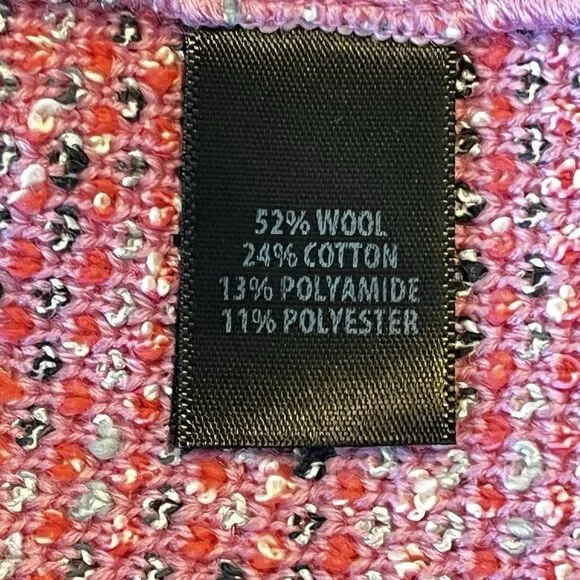 52% WOOL
24% COTTON
13% POLYAMIDE
11% POLYESTER